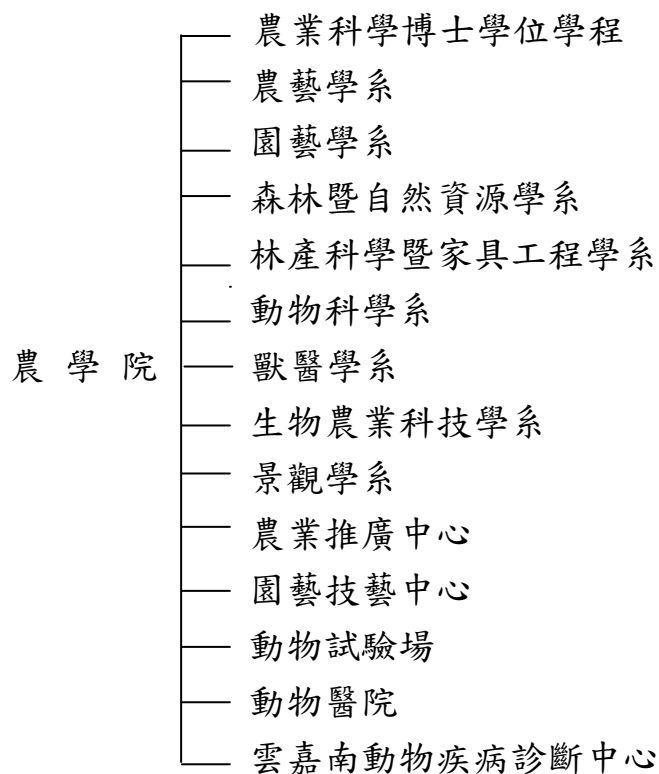 農業科學博士學位學程
農藝學系
園藝學系
森林暨自然資源學系
林產科學暨家具工程學系
動物科學系
農 學 院
獸醫學系
生物農業科技學系
景觀學系
農業推廣中心
園藝技藝中心
動物試驗場
動物醫院
雲嘉南動物疾病診斷中心